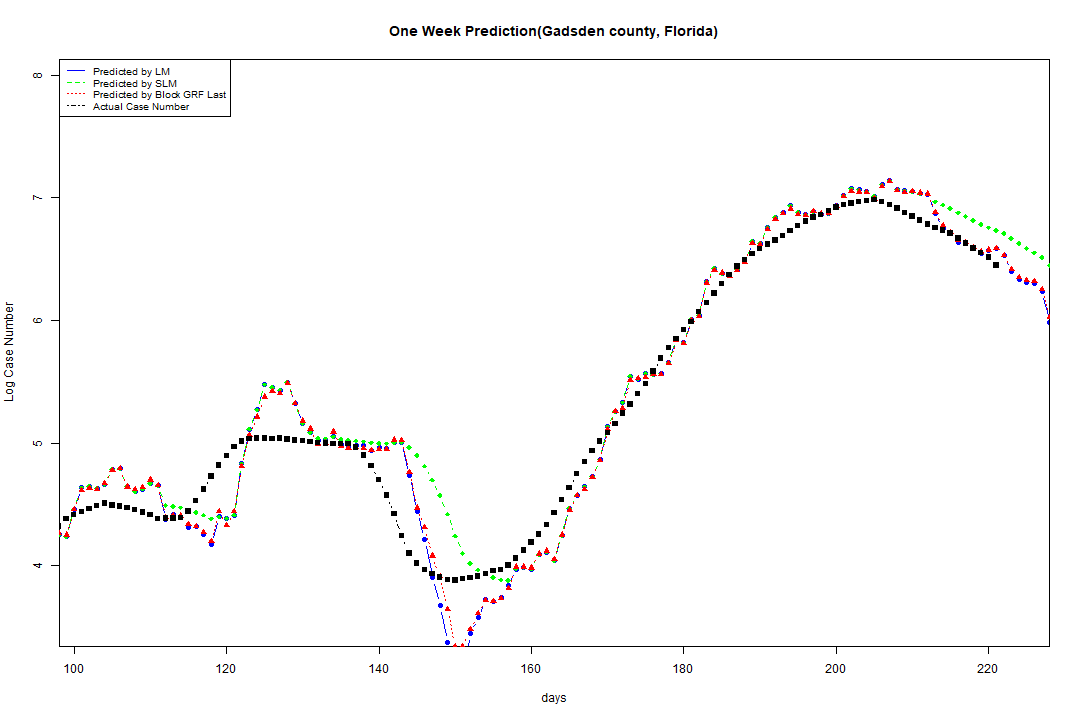 One Week Prediction(Gadsden county, Florida)
Predicted by LM
Predicted by SLM
Predicted by Block GRF Last
Actual Case Number
8
7
6
5
4
Log Case Number
100 120 140 160 180 200 220
days